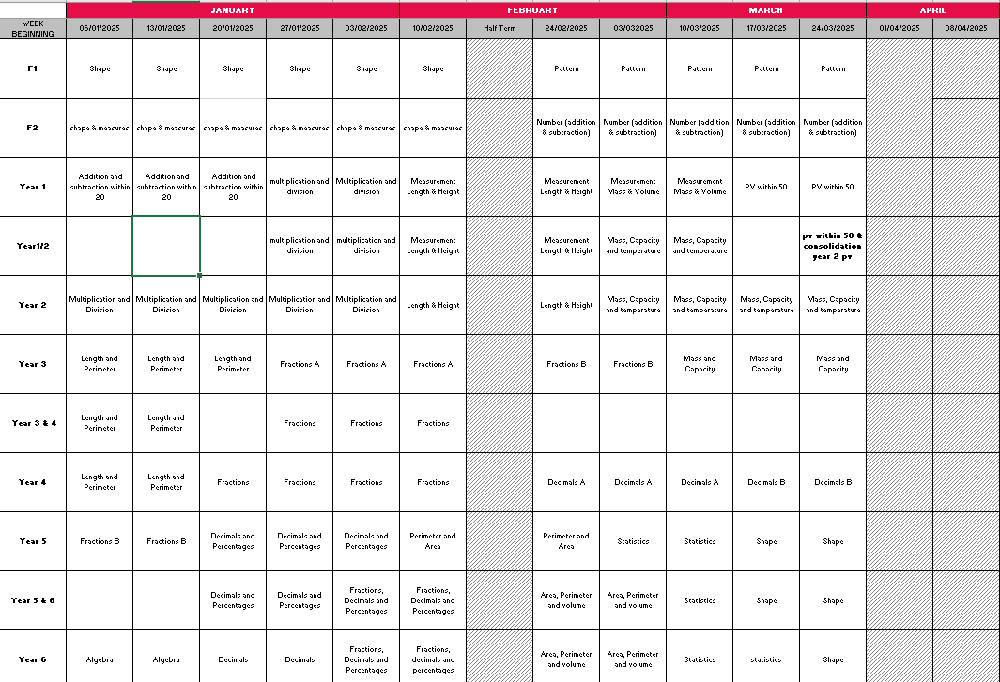 JANUARY FEBRUARY MARCH APRIL
WEEK BEGINNING 06/01/2025 13/01/2025 20/01/2025 27/01/2025 03/02/2025 10/02/2025 Half Term 24/02/2025 03/03/2025 10/03/2025 17/03/2025 24/03/2025 01/04/2025 08/04/2025
F1 Shape Shape Shape Shape Shape Shape Pattern Pattern Pattern Pattern Pattern
F2 shape & measures shape & measures shape & measures shape & measures shape & measures shape & measures Number (addition & subtraction) Number (addition & subtraction) Number (addition & subtraction) Number (addition & subtraction) Number (addition & subtraction)
Year 1 Addition and subtraction within 20 Addition and subtraction within 20 Addition and subtraction within 20 multiplication and division Multiplication and division Measurement Length & Height Measurement Length & Height Measurement Mass & Volume Measurement Mass & Volume PV within 50 PV within 50
Year1/2 multiplication and division multiplication and division Measurement Length & Height Measurement Length & Height Mass, Capacity and temperature Mass, Capacity and temperature pv within 50 & consolidation year 2 pv
Year 2 Multiplication and Division Multiplication and Division Multiplication and Division Multiplication and Division Multiplication and Division Length & Height Length & Height Mass, Capacity and temperature Mass, Capacity and temperature Mass, Capacity and temperature Mass, Capacity and temperature
Year 3 Length and Perimeter Length and Perimeter Length and Perimeter Fractions A Fractions A Fractions A Fractions B Fractions B Mass and Capacity Mass and Capacity Mass and Capacity
Year 3 & 4 Length and Perimeter Length and Perimeter Fractions Fractions Fractions
Year 4 Length and Perimeter Length and Perimeter Fractions Fractions Fractions Fractions Decimals A Decimals A Decimals A Decimals B Decimals B
Year 5 Fractions B Fractions B Decimals and Percentages Decimals and Percentages Decimals and Percentages Perimeter and Area Perimeter and Area Statistics Statistics Shape Shape
Year 5 & 6 Decimals and Percentages Decimals and Percentages Fractions, Decimals and Percentages Fractions, Decimals and Percentages Area, Perimeter and volume Area, Perimeter and volume Statistics Shape Shape
Year 6 Algebra Algebra Decimals Decimals Fractions, Decimals and Percentages Fractions, decimals and percentages Area, Perimeter and volume Area, Perimeter and volume Statistics statistics Shape